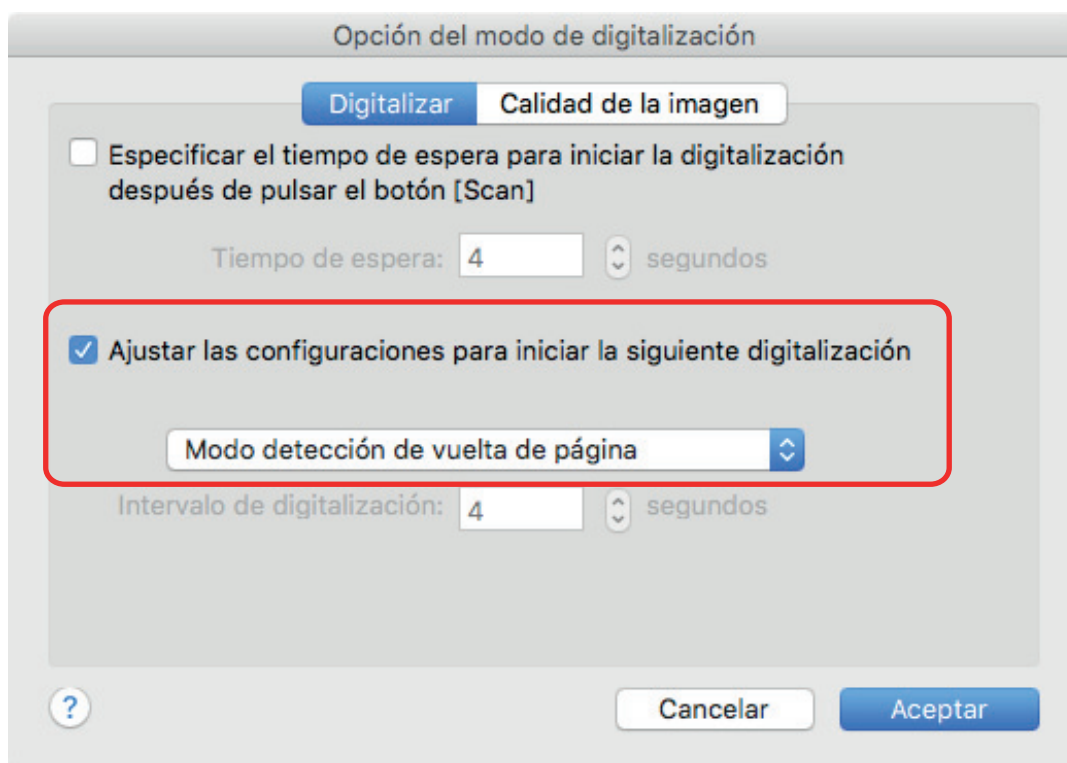 Opción del modo de digitalización
Digitalizar
Calidad de la imagen
Especificar el tiempo de espera para iniciar la digitalización
después de pulsar el botón [Scan]
Tiempo de espera: 4 segundos
Ajustar las configuraciones para iniciar la siguiente digitalización
Modo detección de vuelta de página
Intervalo de digitalización: 4 segundos
?
Cancelar
Aceptar